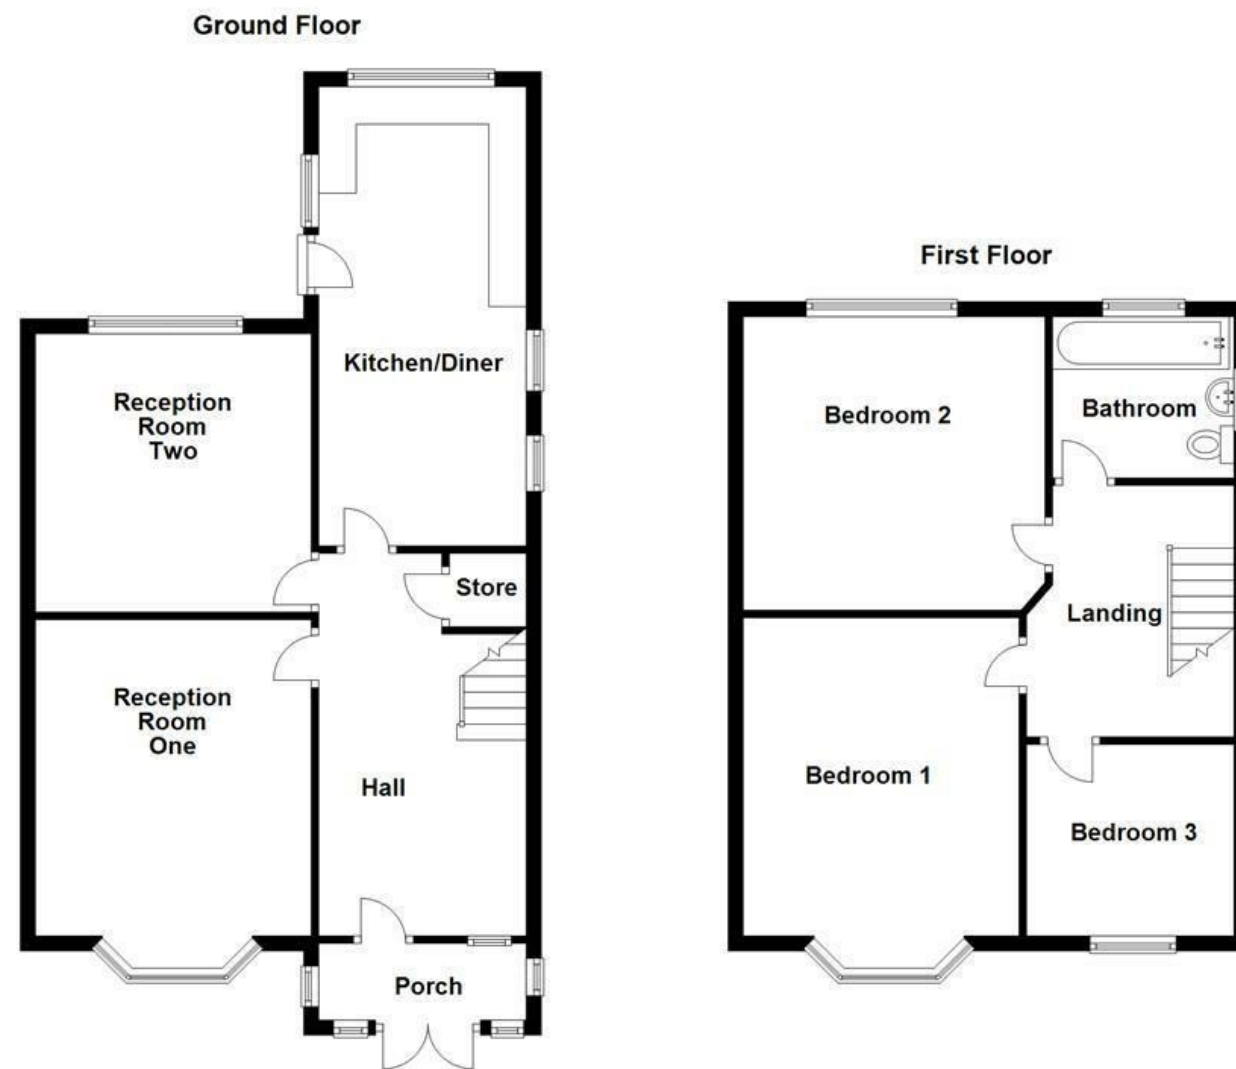 Ground Floor
Kitchen/Diner
Reception
Room
Two
Store
Reception
Room
One
Hall
Porch
First Floor
Bedroom 2
Bathroom
Landing
Bedroom 1
Bedroom 3